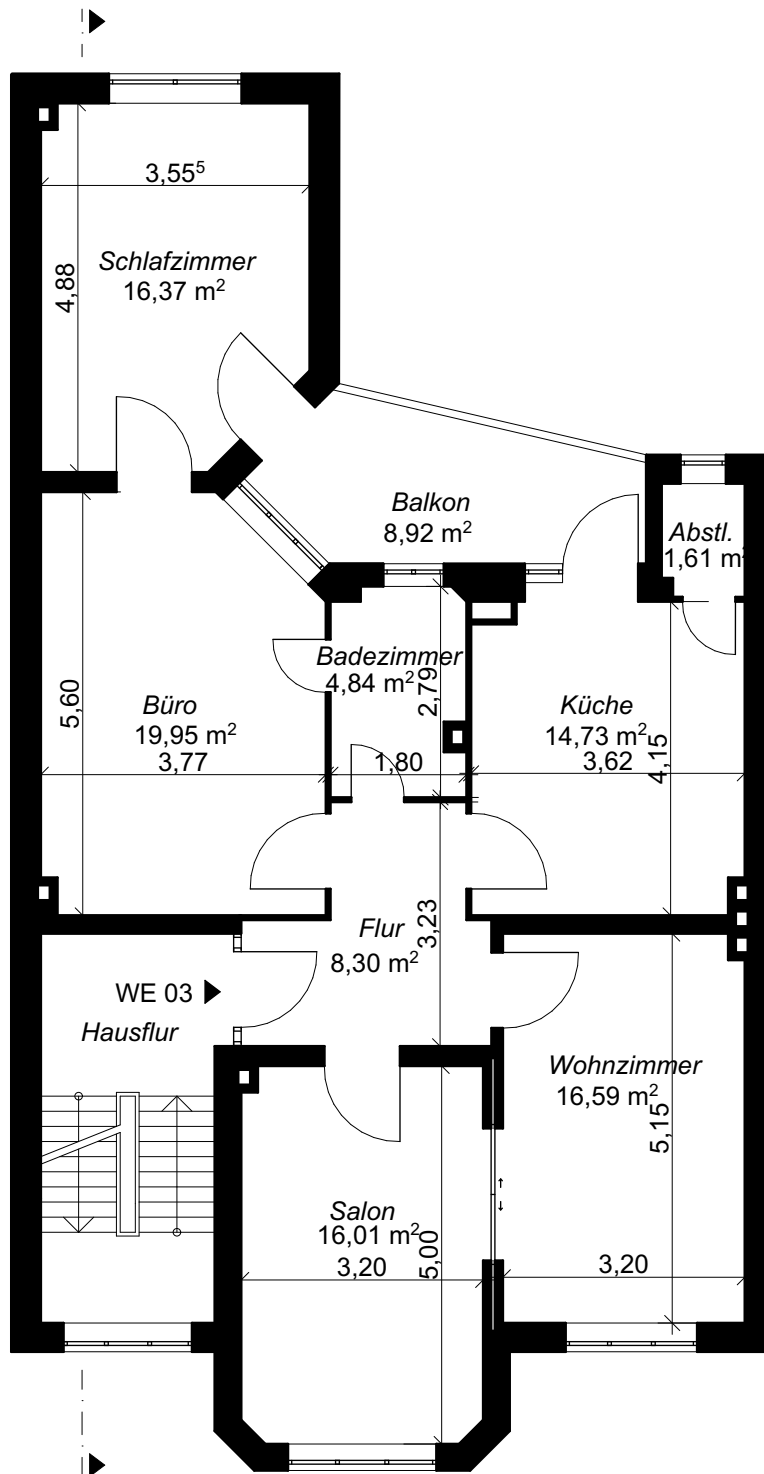 3,55⁵
4,88
Schlafzimmer
16,37 m²
Balkon
8,92 m²
Abstl.
1,61 m²
Badezimmer
4,84 m²
2,79
1,80
Büro
19,95 m²
3,77
5,60
Küche
14,73 m²
3,62
4,15
Flur
8,30 m²
3,23
WE 03
Hausflur
Wohnzimmer
16,59 m²
5,15
3,20
Salon
16,01 m²
3,20
5,00